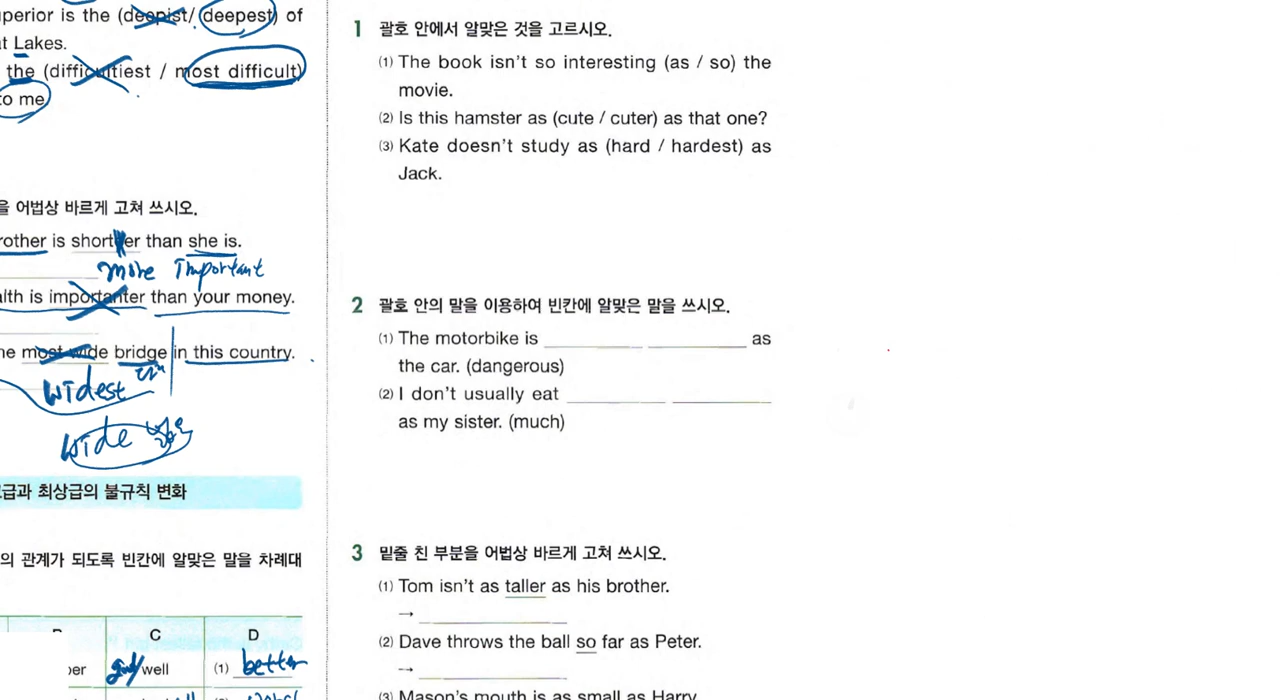 perior is the (deepist/ deepest) of
t Lakes.
the (difficultiest / most difficult)
to me
을 어법상 바르게 고쳐 쓰시오.
rother is shorter than she is.
more Important
alth is importanter than your money.
he most wide bridge in this country.
widest
wide
고급과 최상급의 불규칙 변화
의 관계가 되도록 빈칸에 알맞은 말을 차례대
C D
per well (1) better
1 괄호 안에서 알맞은 것을 고르시오.
(1) The book isn't so interesting (as / so) the
movie.
(2) Is this hamster as (cute / cuter) as that one?
(3) Kate doesn't study as (hard / hardest) as
Jack.
2 괄호 안의 말을 이용하여 빈칸에 알맞은 말을 쓰시오.
(1) The motorbike is ____ ____ as
the car. (dangerous)
(2) I don't usually eat ____ ____
as my sister. (much)
3 밑줄 친 부분을 어법상 바르게 고쳐 쓰시오.
(1) Tom isn't as taller as his brother.
→ ____
(2) Dave throws the ball so far as Peter.
→ ____
(3) Mason's mouth is as small as Harry.